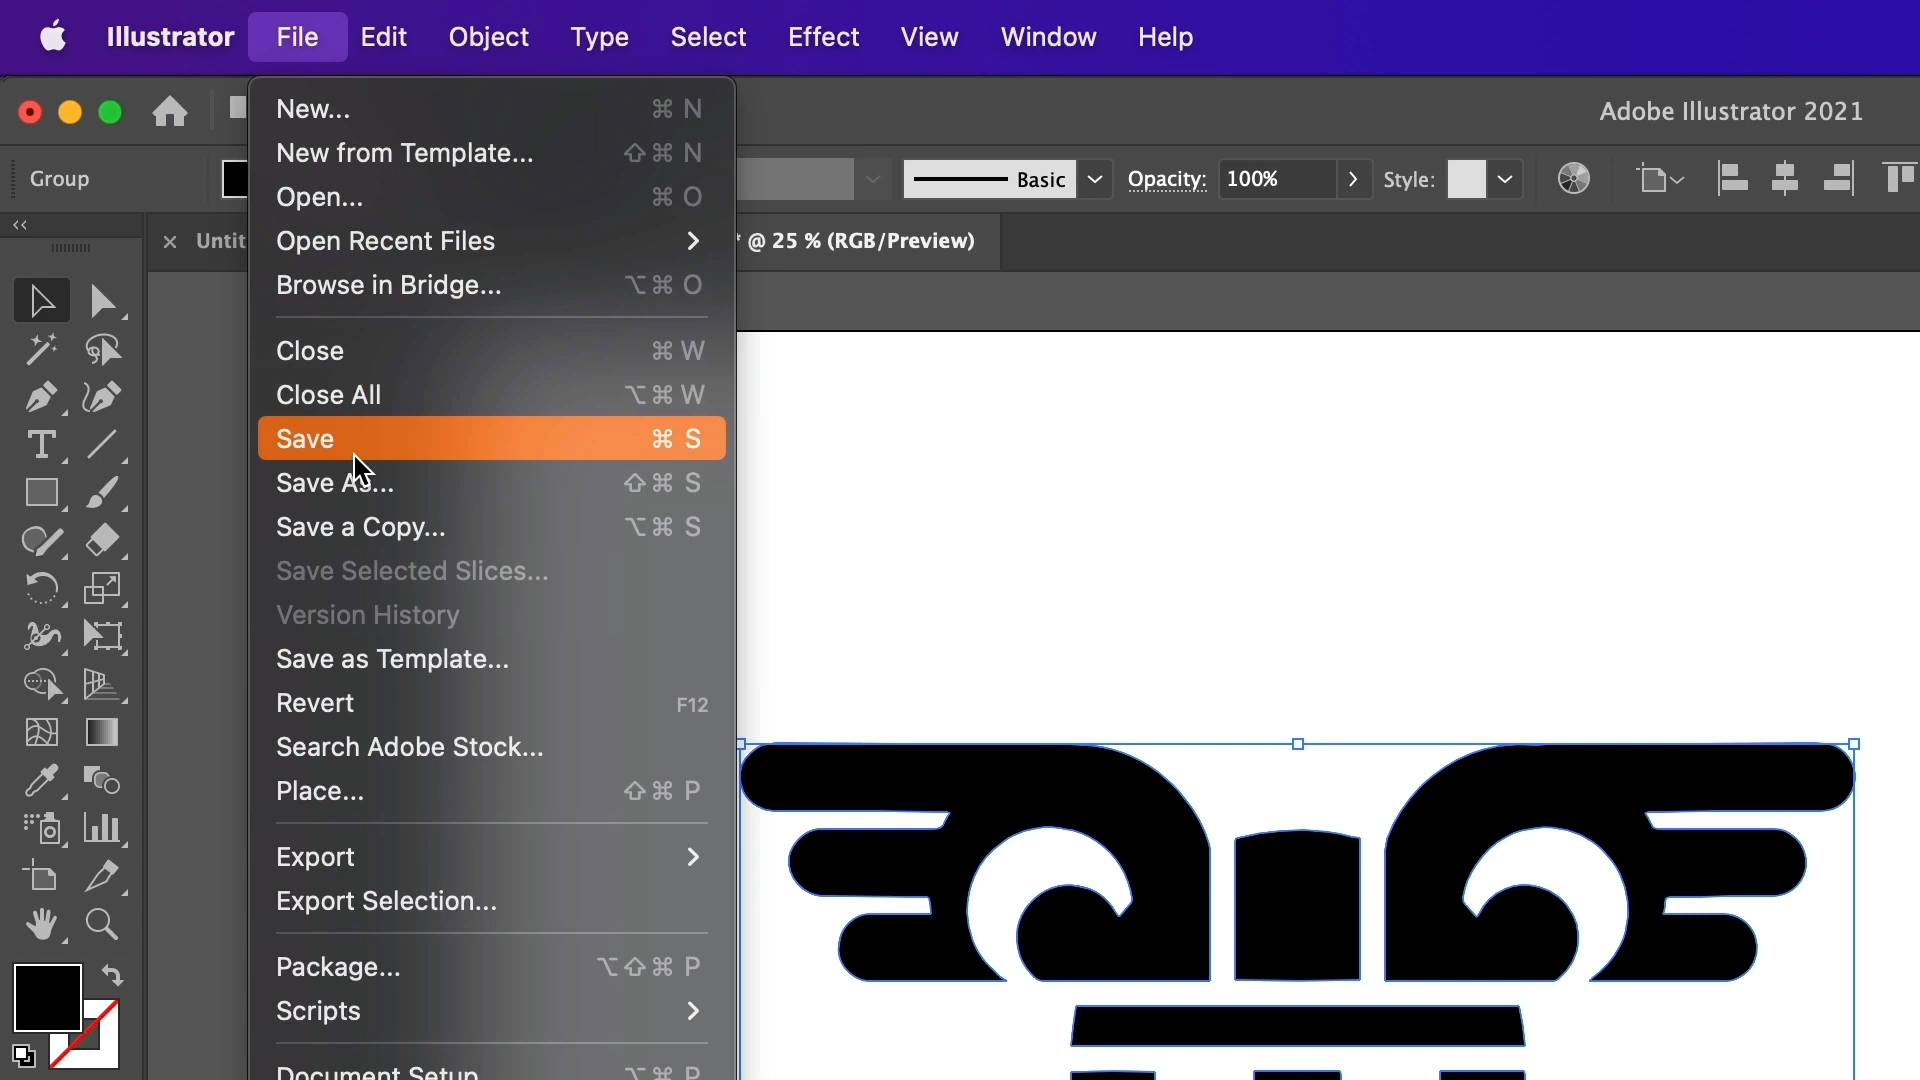 Illustrator File Edit Object Type Select Effect View Window Help
Adobe Illustrator 2021
Group
Basic Opacity: 100% Style:
Untit
* @ 25 % (RGB/Preview)
New... ⌘ N
New from Template... ⇧⌘ N
Open... ⌘ O
Open Recent Files
Browse in Bridge... ⌥⌘ O
Close ⌘ W
Close All ⌥⌘ W
Save ⌘ S
Save As... ⇧⌘ S
Save a Copy... ⌥⌘ S
Save Selected Slices...
Version History
Save as Template...
Revert F12
Search Adobe Stock...
Place... ⇧⌘ P
Export
Export Selection...
Package... ⌥⇧⌘ P
Scripts
Document Setup ⌥⌘ P